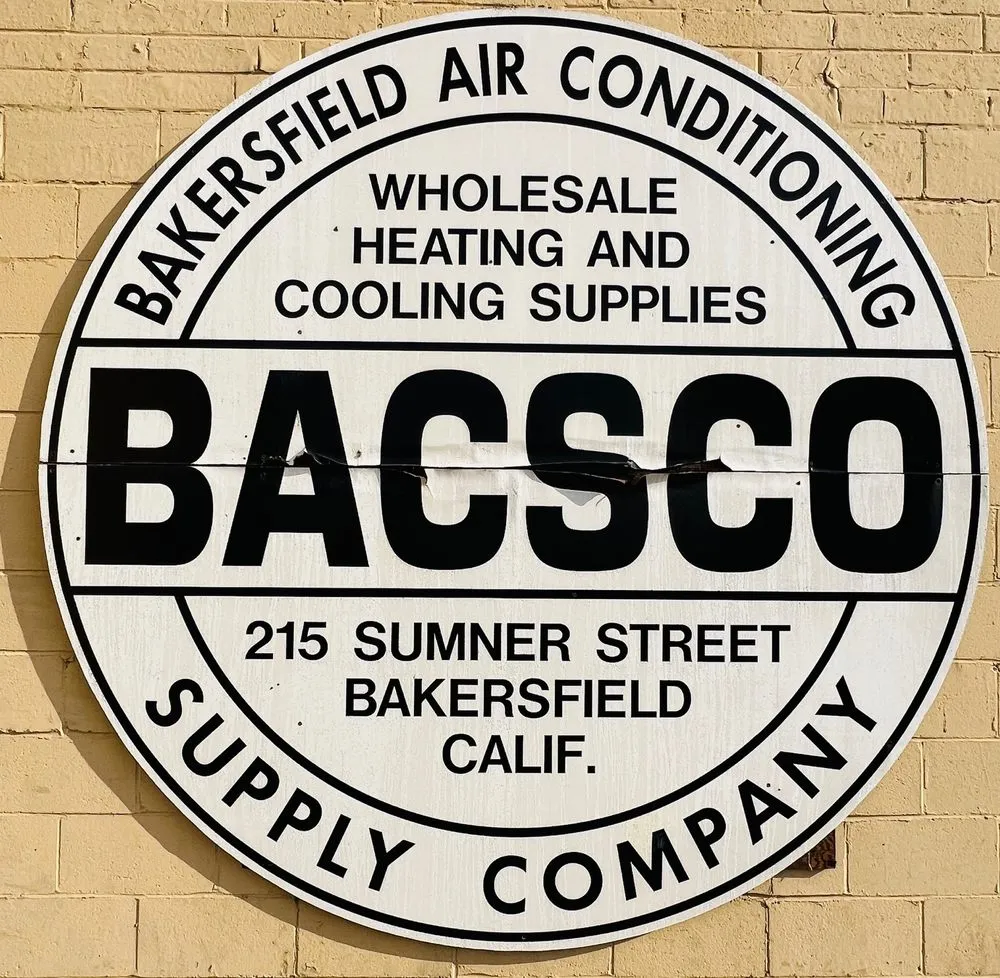 BAKERSFIELD AIR CONDITIONING
WHOLESALE
HEATING AND
COOLING SUPPLIES
BACSCO
215 SUMNER STREET
BAKERSFIELD
CALIF.
SUPPLY COMPANY